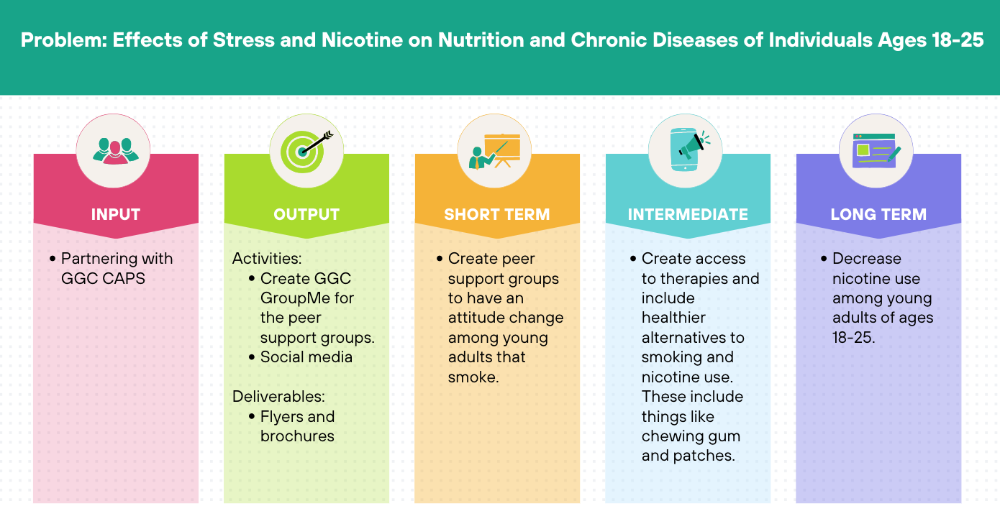 Problem: Effects of Stress and Nicotine on Nutrition and Chronic Diseases of Individuals Ages 18-25
INPUT
• Partnering with
GGC CAPS
OUTPUT
Activities:
• Create GGC
GroupMe for
the peer
support groups.
• Social media
Deliverables:
• Flyers and
brochures
SHORT TERM
• Create peer
support groups
to have an
attitude change
among young
adults that
smoke.
INTERMEDIATE
• Create access
to therapies and
include
healthier
alternatives to
smoking and
nicotine use.
These include
things like
chewing gum
and patches.
LONG TERM
• Decrease
nicotine use
among young
adults of ages
18-25.